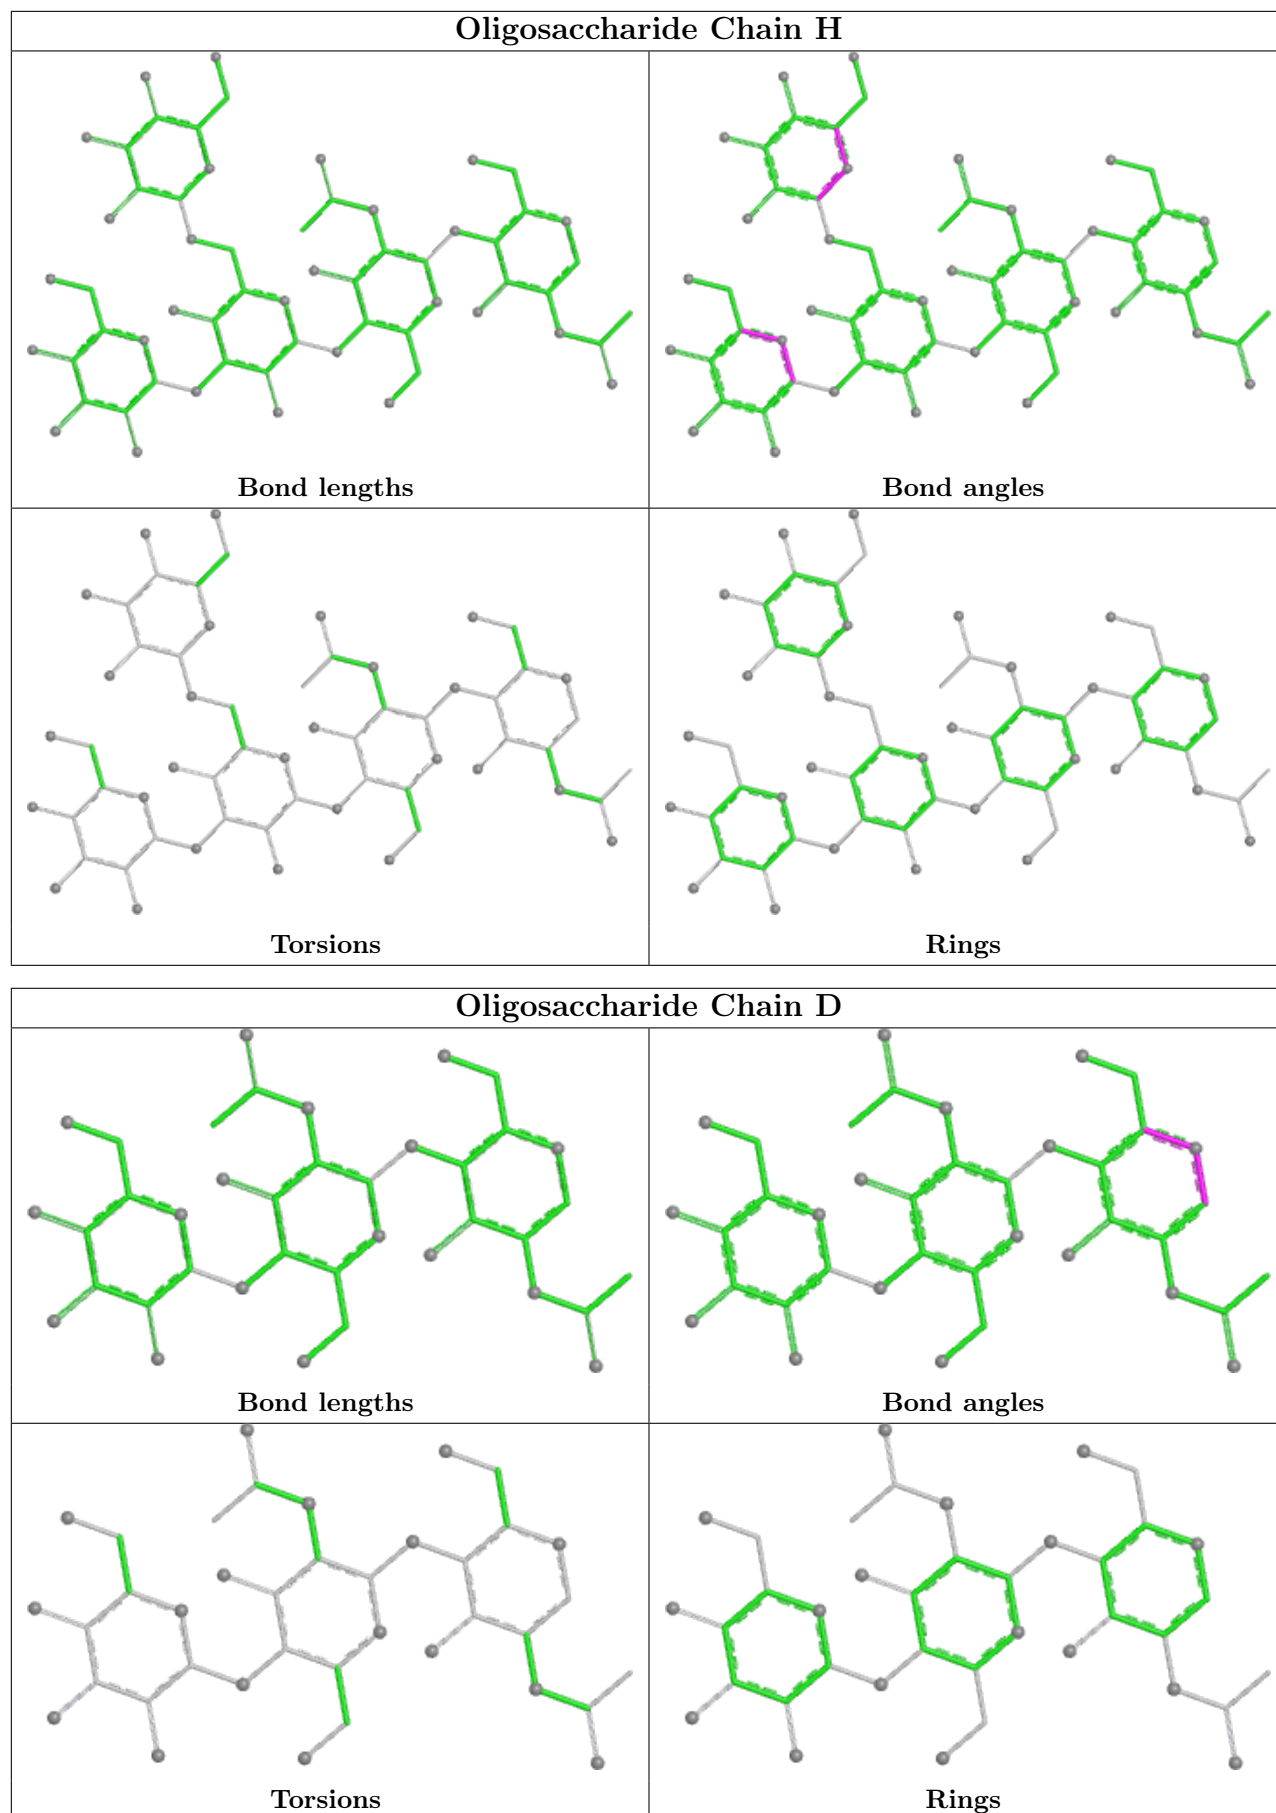 Oligosaccharide Chain H
Bond lengths
Bond angles
Torsions
Rings
Oligosaccharide Chain D
Bond lengths
Bond angles
Torsions
Rings